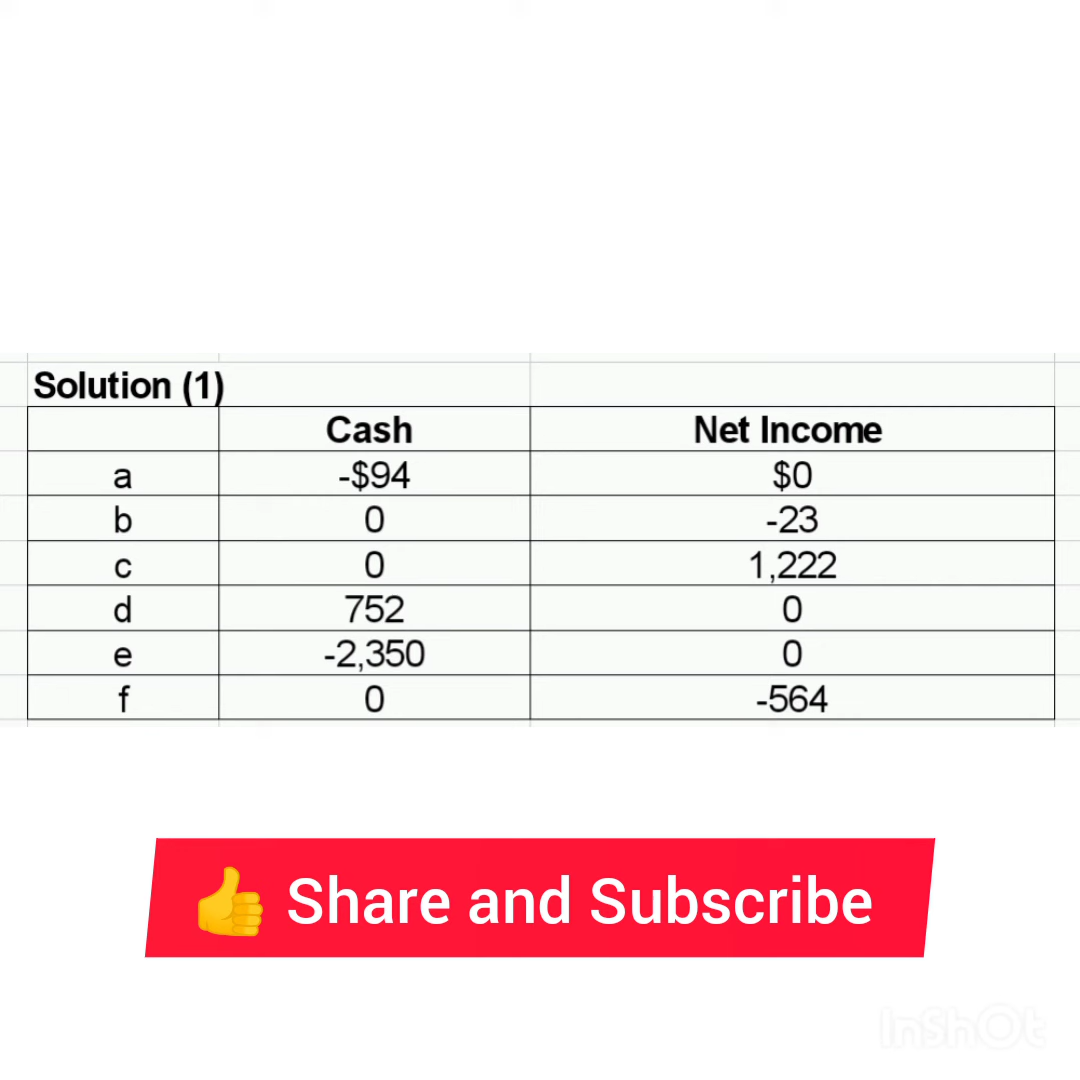 Solution (1)
Cash Net Income
a -$94 $0
b 0 -23
c 0 1,222
d 752 0
e -2,350 0
f 0 -564
👍 Share and Subscribe
InShOt